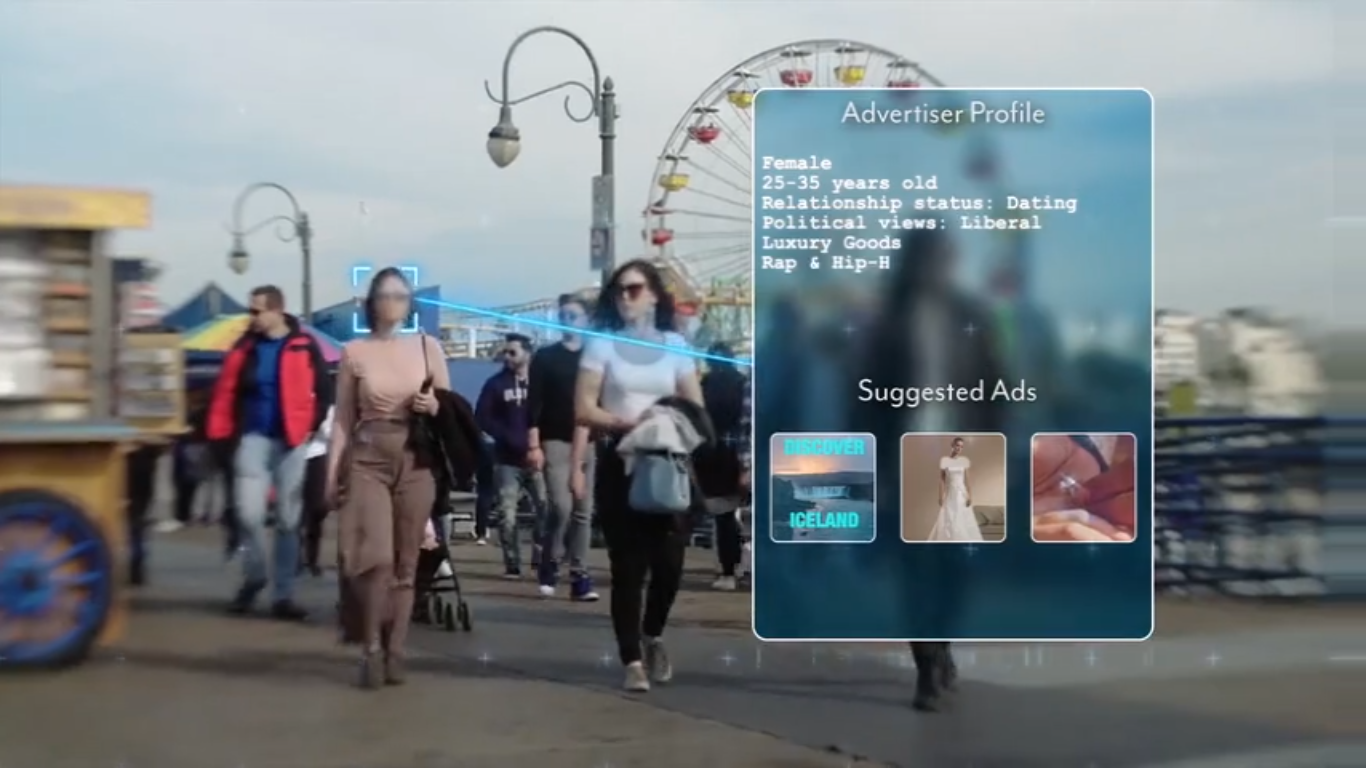 Advertiser Profile
Female
25-35 years old
Relationship status: Dating
Political views: Liberal
Luxury Goods
Rap & Hip-H
Suggested Ads
DISCOVER
ICELAND